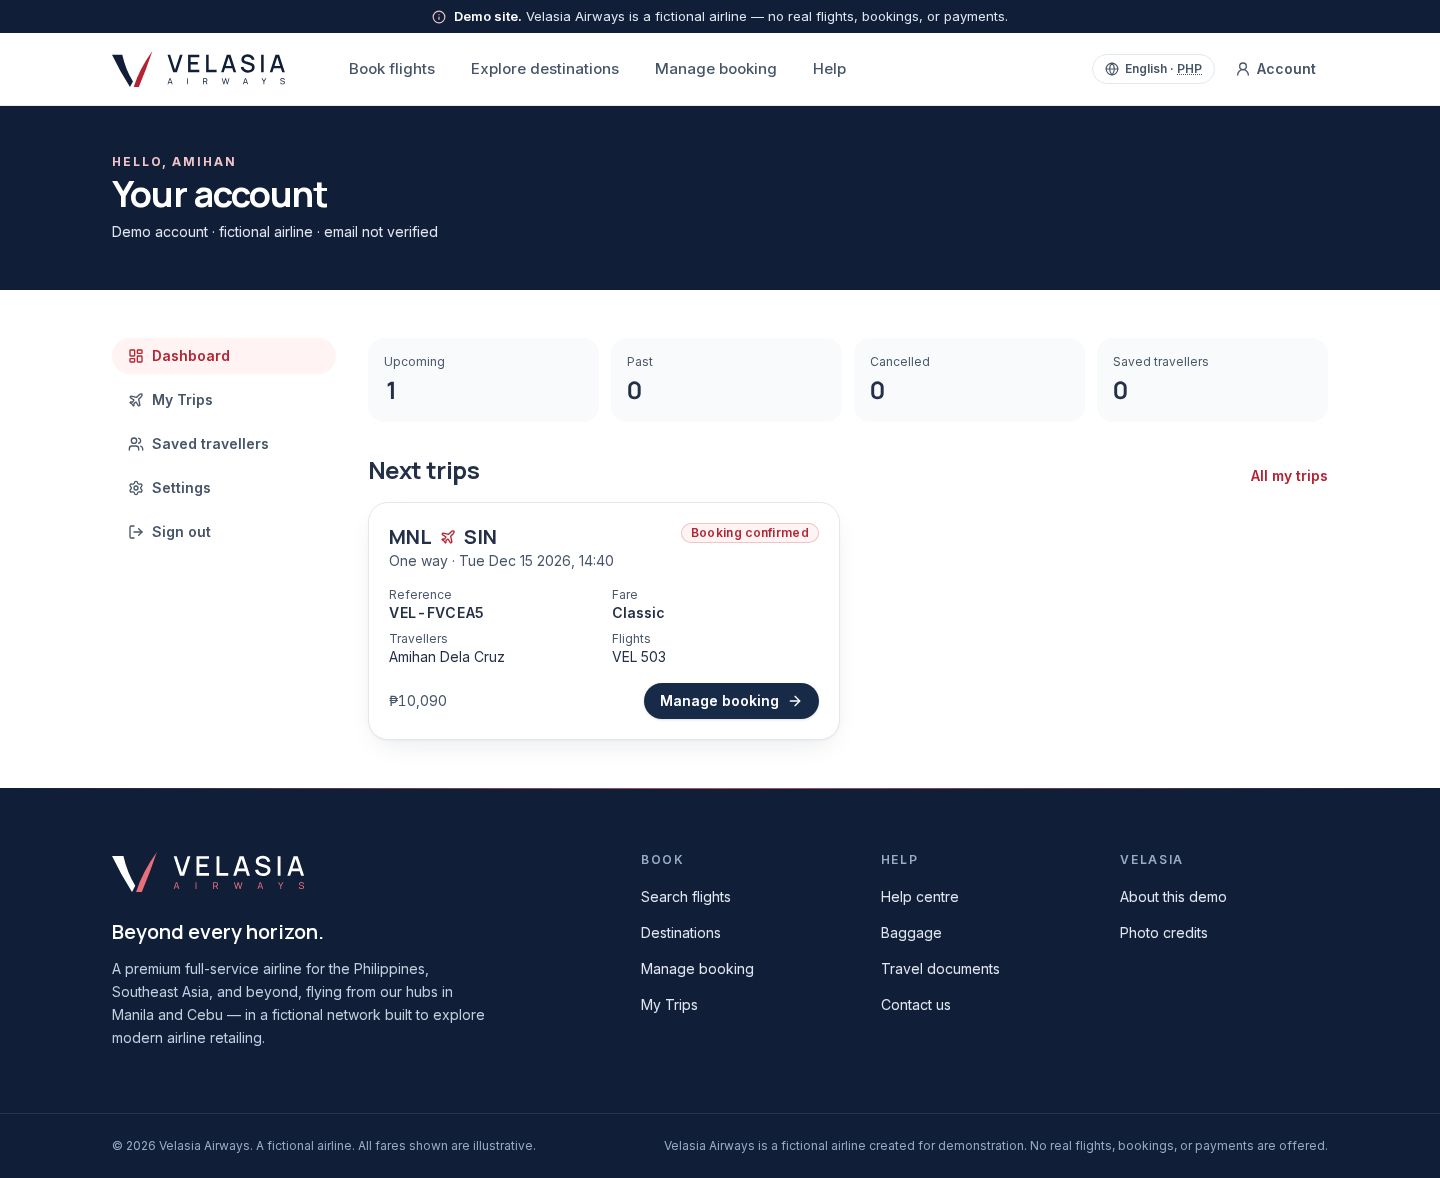 Demo site. Velasia Airways is a fictional airline — no real flights, bookings, or payments.
VELASIA
AIRWAYS
Book flights
Explore destinations
Manage booking
Help
English · PHP
Account
HELLO, AMIHAN
Your account
Demo account · fictional airline · email not verified
Dashboard
My Trips
Saved travellers
Settings
Sign out
Upcoming
1
Past
0
Cancelled
0
Saved travellers
0
Next trips
All my trips
MNL SIN
Booking confirmed
One way · Tue Dec 15 2026, 14:40
Reference
VEL-FVCEA5
Fare
Classic
Travellers
Amihan Dela Cruz
Flights
VEL 503
₱10,090
Manage booking
VELASIA
AIRWAYS
Beyond every horizon.
A premium full-service airline for the Philippines,
Southeast Asia, and beyond, flying from our hubs in
Manila and Cebu — in a fictional network built to explore
modern airline retailing.
BOOK
Search flights
Destinations
Manage booking
My Trips
HELP
Help centre
Baggage
Travel documents
Contact us
VELASIA
About this demo
Photo credits
© 2026 Velasia Airways. A fictional airline. All fares shown are illustrative.
Velasia Airways is a fictional airline created for demonstration. No real flights, bookings, or payments are offered.